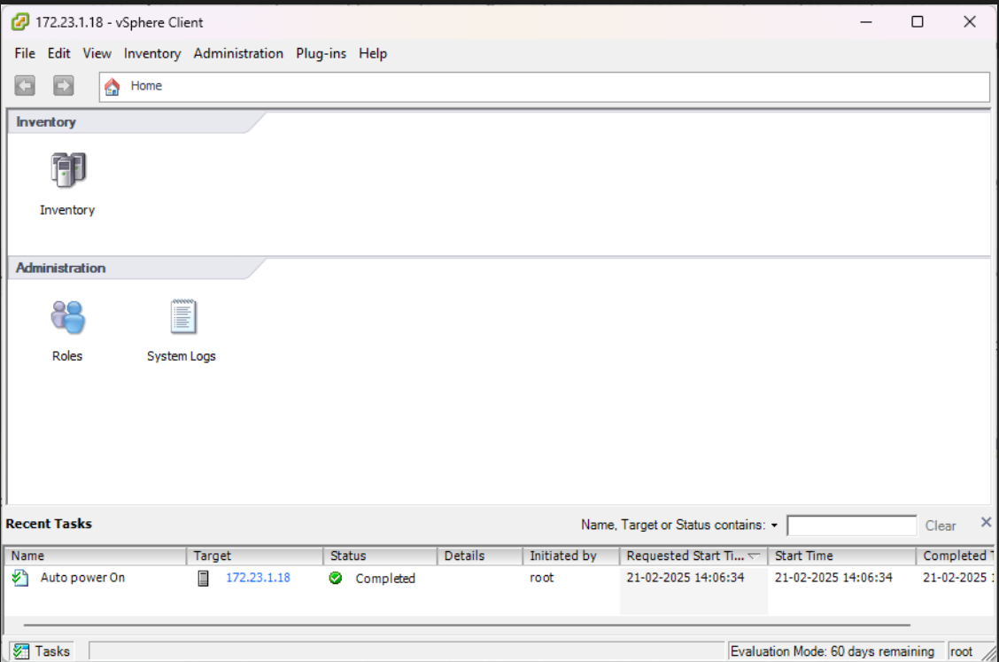 172.23.1.18 - vSphere Client
File Edit View Inventory Administration Plug-ins Help
Home
Inventory
Inventory
Administration
Roles System Logs
Recent Tasks Name, Target or Status contains: Clear
Name Target Status Details Initiated by Requested Start Ti... Start Time Completed T
Auto power On 172.23.1.18 Completed root 21-02-2025 14:06:34 21-02-2025 14:06:34 21-02-2025
Tasks Evaluation Mode: 60 days remaining root